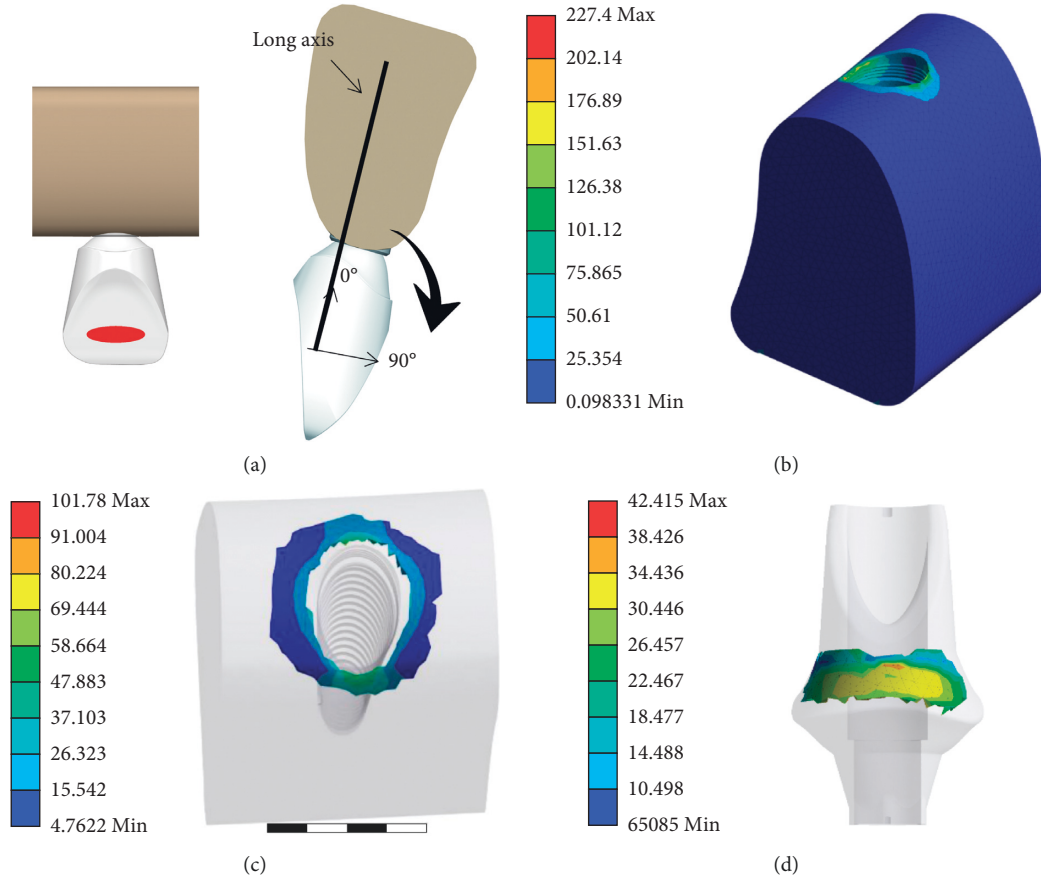 Long axis
0°
90°
(a)
227.4 Max
202.14
176.89
151.63
126.38
101.12
75.865
50.61
25.354
0.098331 Min
(b)
101.78 Max
91.004
80.224
69.444
58.664
47.883
37.103
26.323
15.542
4.7622 Min
(c)
42.415 Max
38.426
34.436
30.446
26.457
22.467
18.477
14.488
10.498
65085 Min
(d)